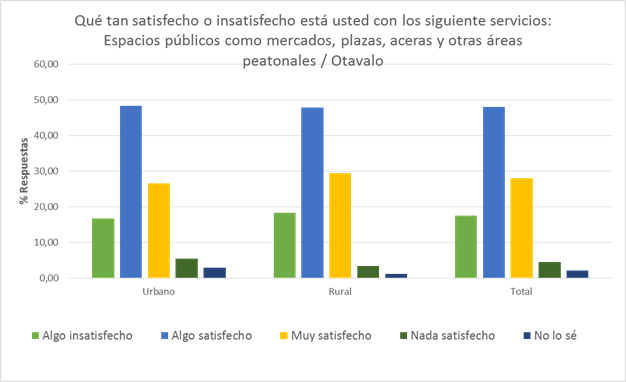 Qué tan satisfecho o insatisfecho está usted con los siguiente servicios:
Espacios públicos como mercados, plazas, aceras y otras áreas
peatonales / Otavalo
60,00
50,00
40,00
30,00
20,00
10,00
0,00
% Respuestas
Urbano
Rural
Total
Algo insatisfecho
Algo satisfecho
Muy satisfecho
Nada satisfecho
No lo sé